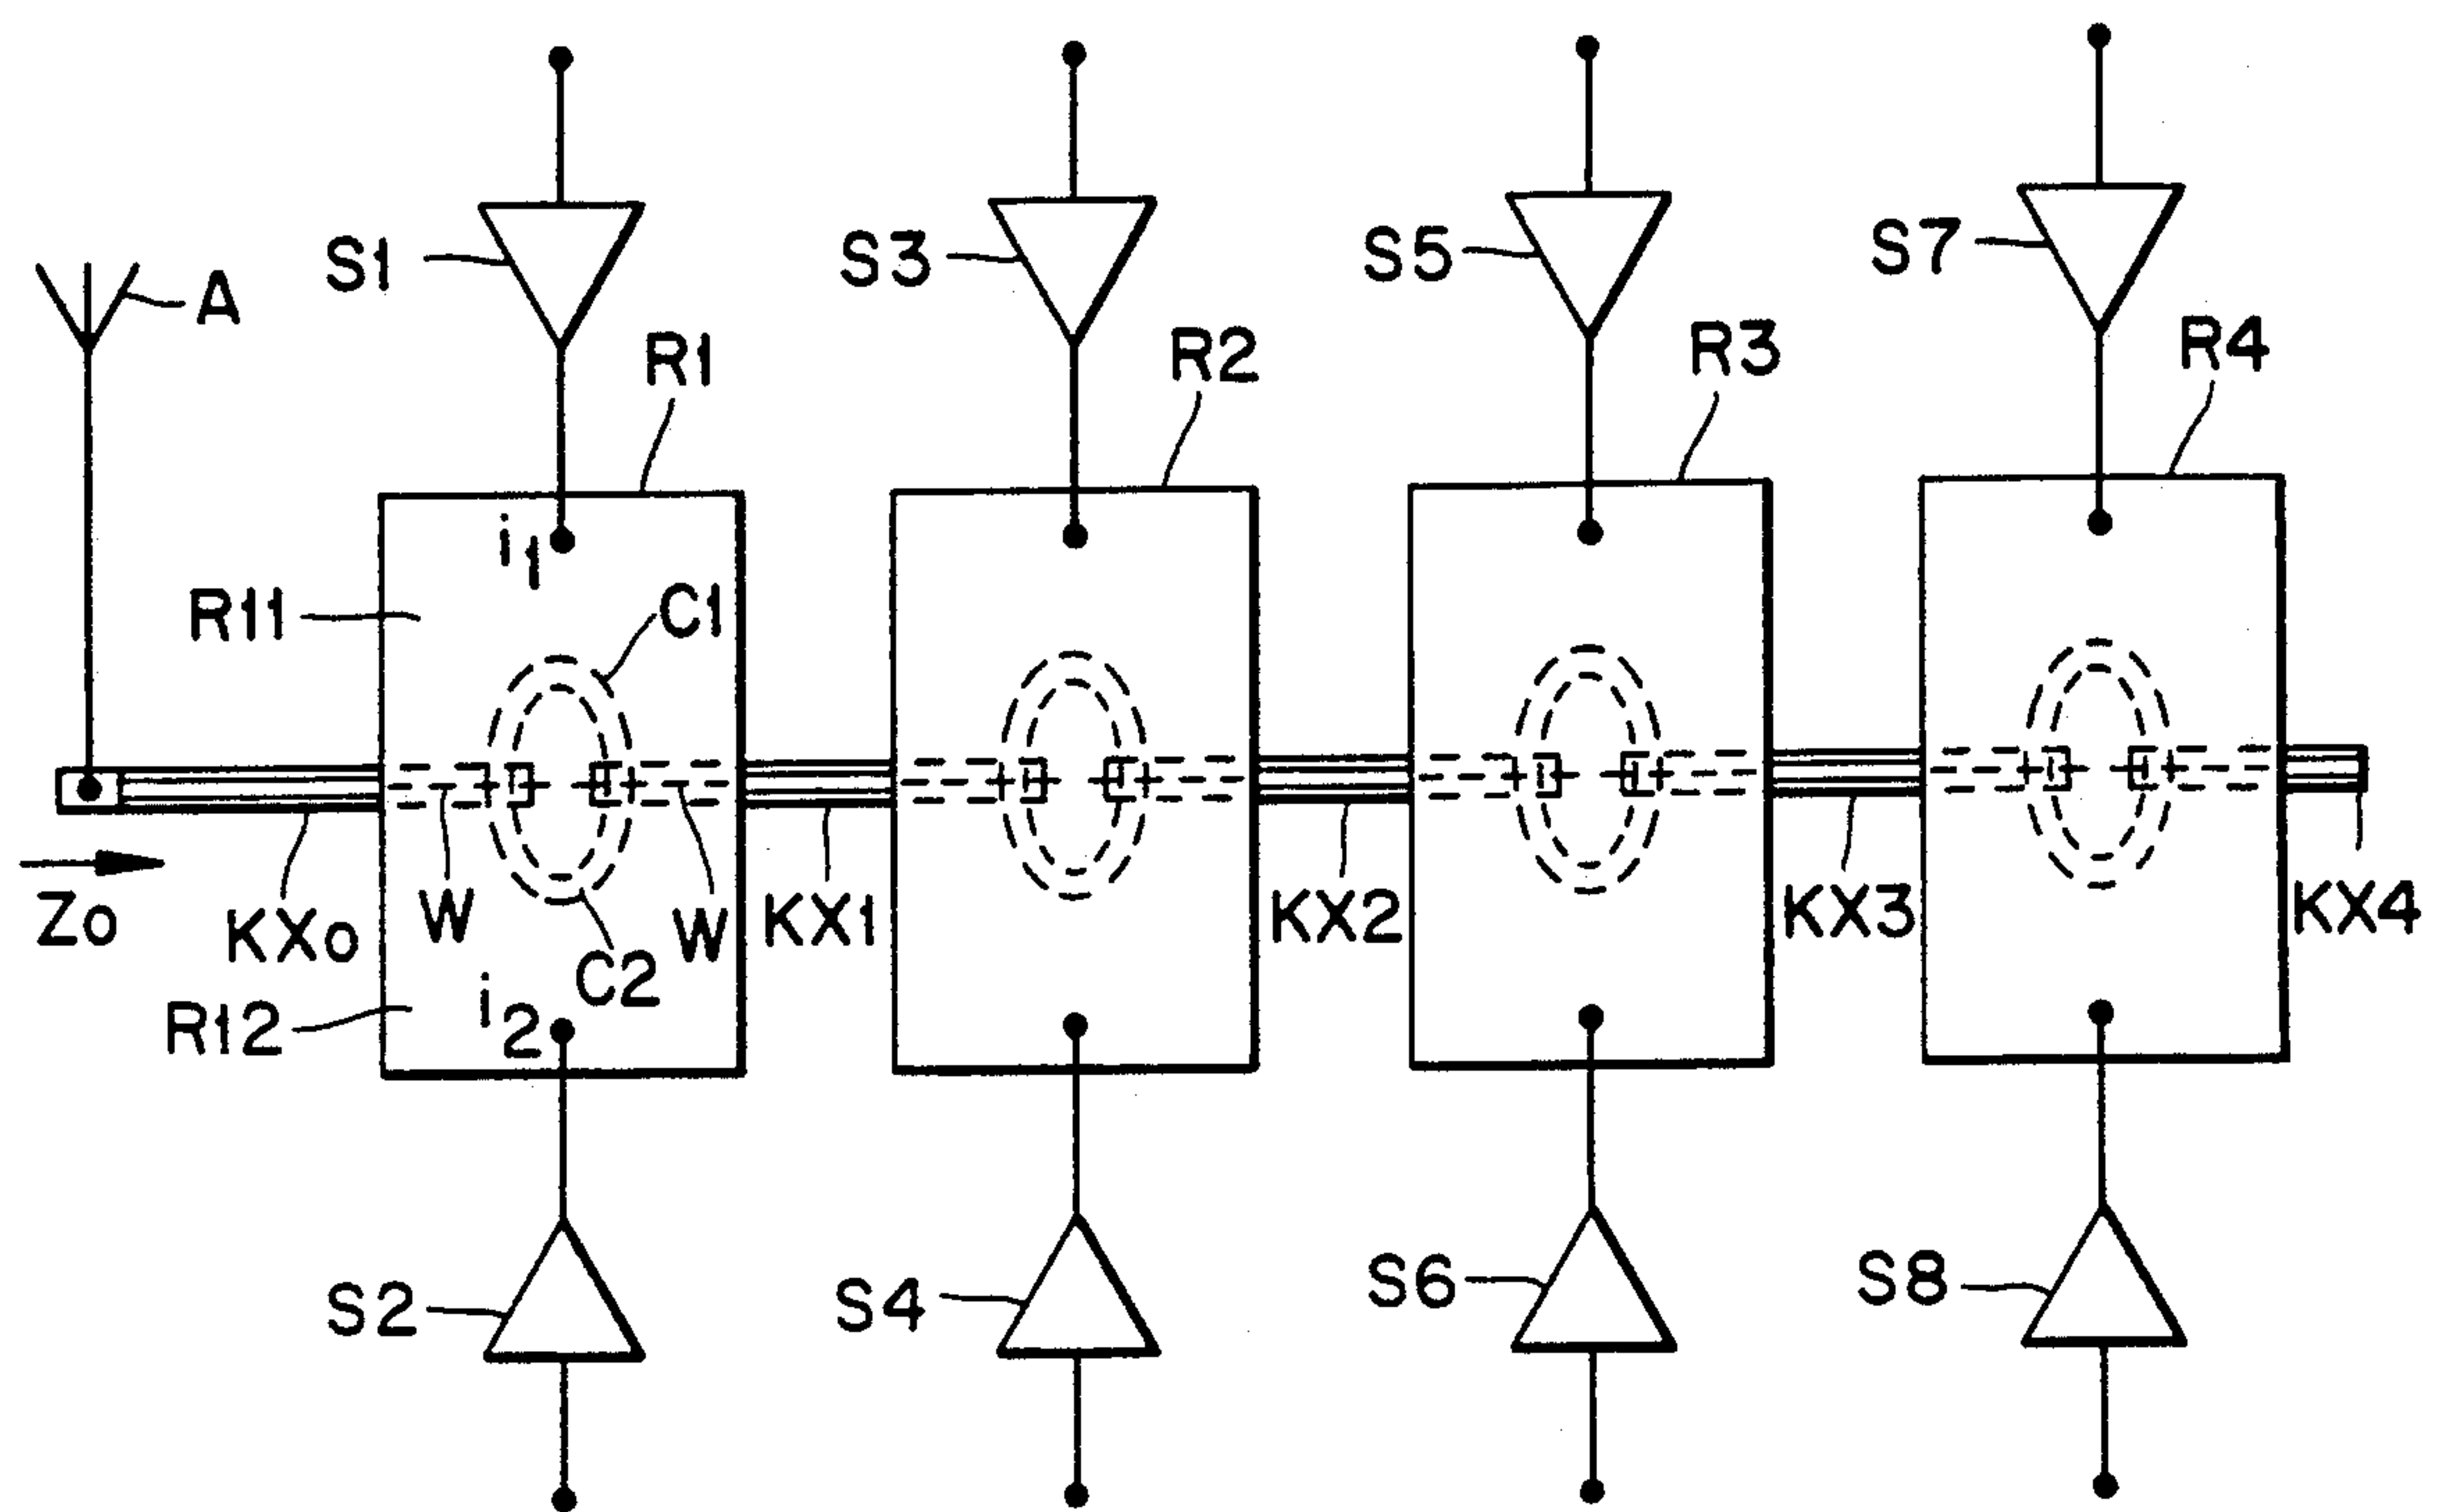 S1
S3
S5
S7
A
R1
R2
R3
R4
i1
R11
C1
Zo
KXo
W
W
KX1
KX2
KX3
KX4
C2
R12
i2
S2
S4
S6
S8